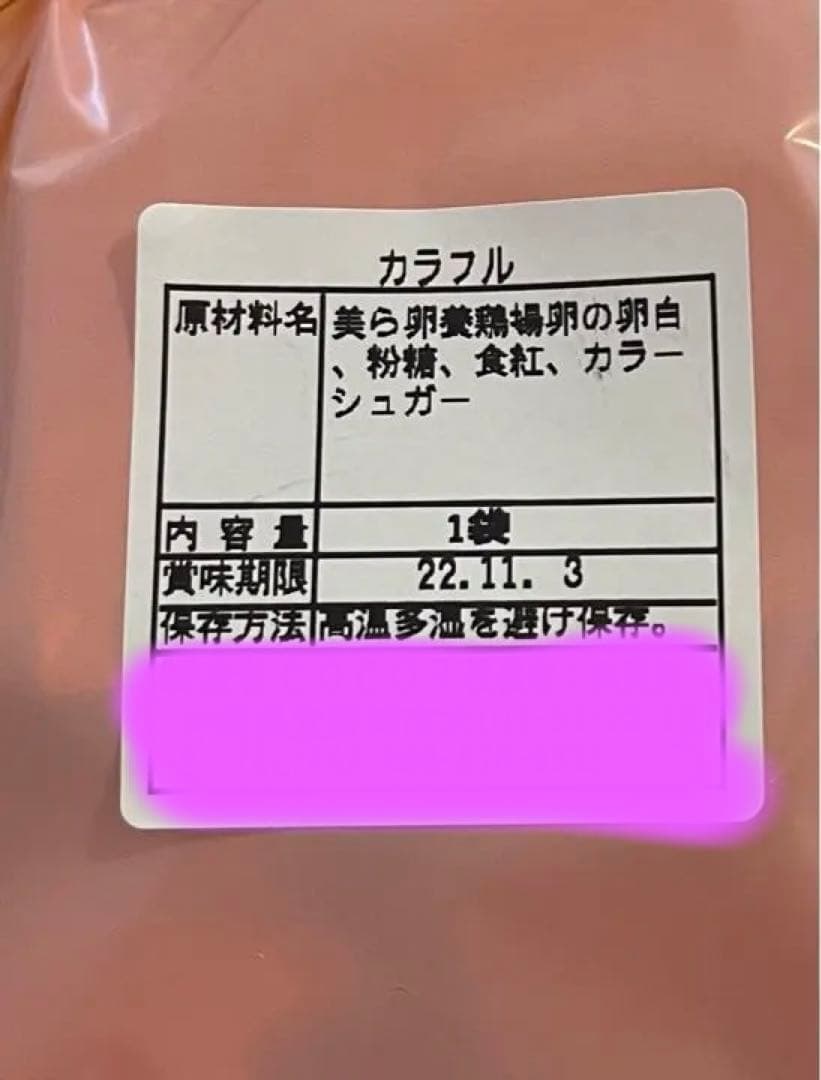 カラフル
原材料名 美ら卵養鶏場卵の卵白
、粉糖、食紅、カラー
シュガー
内容量 1袋
賞味期限 22.11. 3
保存方法 高温多湿を避け保存。